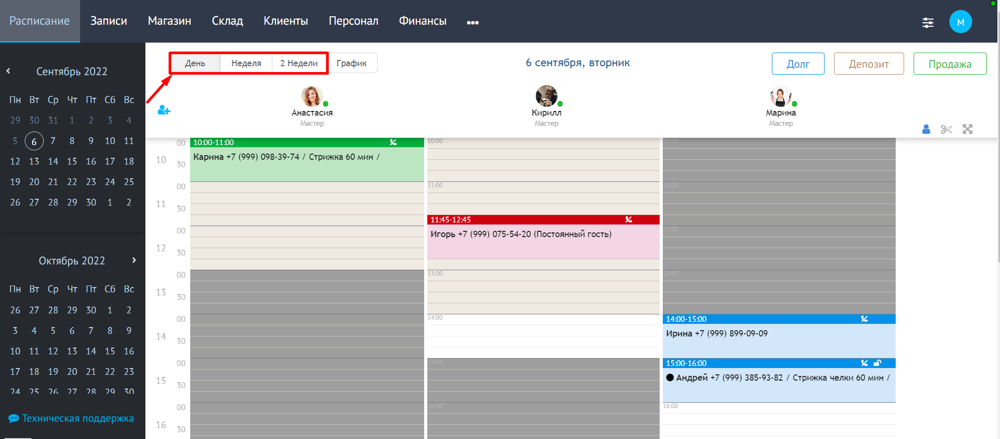 Расписание Записи Магазин Склад Клиенты Персонал Финансы ••• М
Сентябрь 2022
Пн Вт Ср Чт Пт Сб Вс
29 30 31 1 2 3 4
5 6 7 8 9 10 11
12 13 14 15 16 17 18
19 20 21 22 23 24 25
26 27 28 29 30 1 2
Октябрь 2022
Пн Вт Ср Чт Пт Сб Вс
26 27 28 29 30 1 2
3 4 5 6 7 8 9
10 11 12 13 14 15 16
17 18 19 20 21 22 23
24 25 26 27 28 29 30
Техническая поддержка
День Неделя 2 Недели График
6 сентября, вторник
Долг Депозит Продажа
Анастасия
Мастер
Кирилл
Мастер
Марина
Мастер
00
10
30
00
11
30
00
12
30
00
13
30
00
14
30
00
15
30
00
16
30
10:00-11:00
Карина +7 (999) 098-39-74 / Стрижка 60 мин /
10:00
11:00
11:45-12:45
Игорь +7 (999) 075-54-20 (Постоянный гость)
13:00
14:00
15:00
16:00
10:00
11:00
12:00
13:00
14:00-15:00
Ирина +7 (999) 899-09-09
15:00-16:00
Андрей +7 (999) 385-93-82 / Стрижка челки 60 мин /
16:00